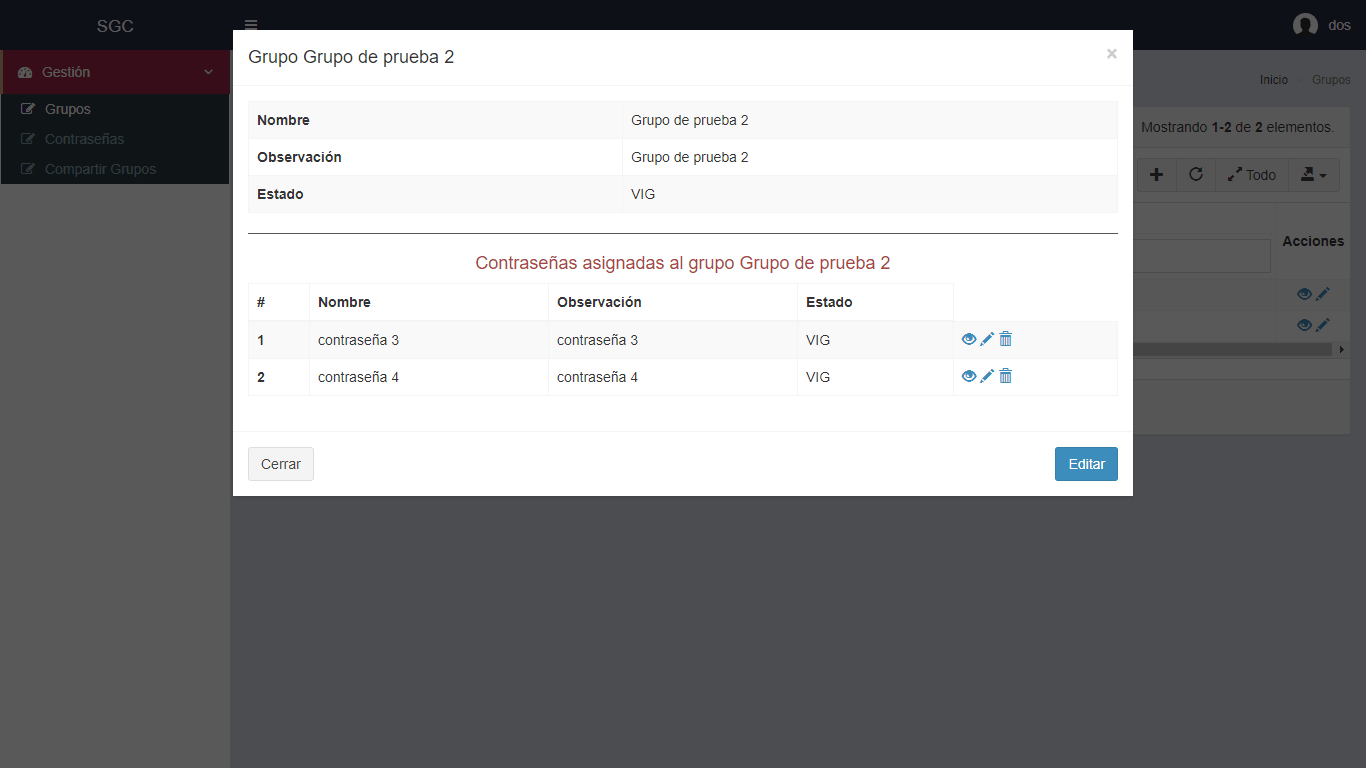 SGC
dos
Gestión
Grupos
Contraseñas
Compartir Grupos
Inicio
Grupos
Mostrando 1-2 de 2 elementos.
Todo
Acciones
Grupo Grupo de prueba 2
×
Nombre Grupo de prueba 2
Observación Grupo de prueba 2
Estado VIG
Contraseñas asignadas al grupo Grupo de prueba 2
# Nombre Observación Estado
1 contraseña 3 contraseña 3 VIG
2 contraseña 4 contraseña 4 VIG
Cerrar
Editar